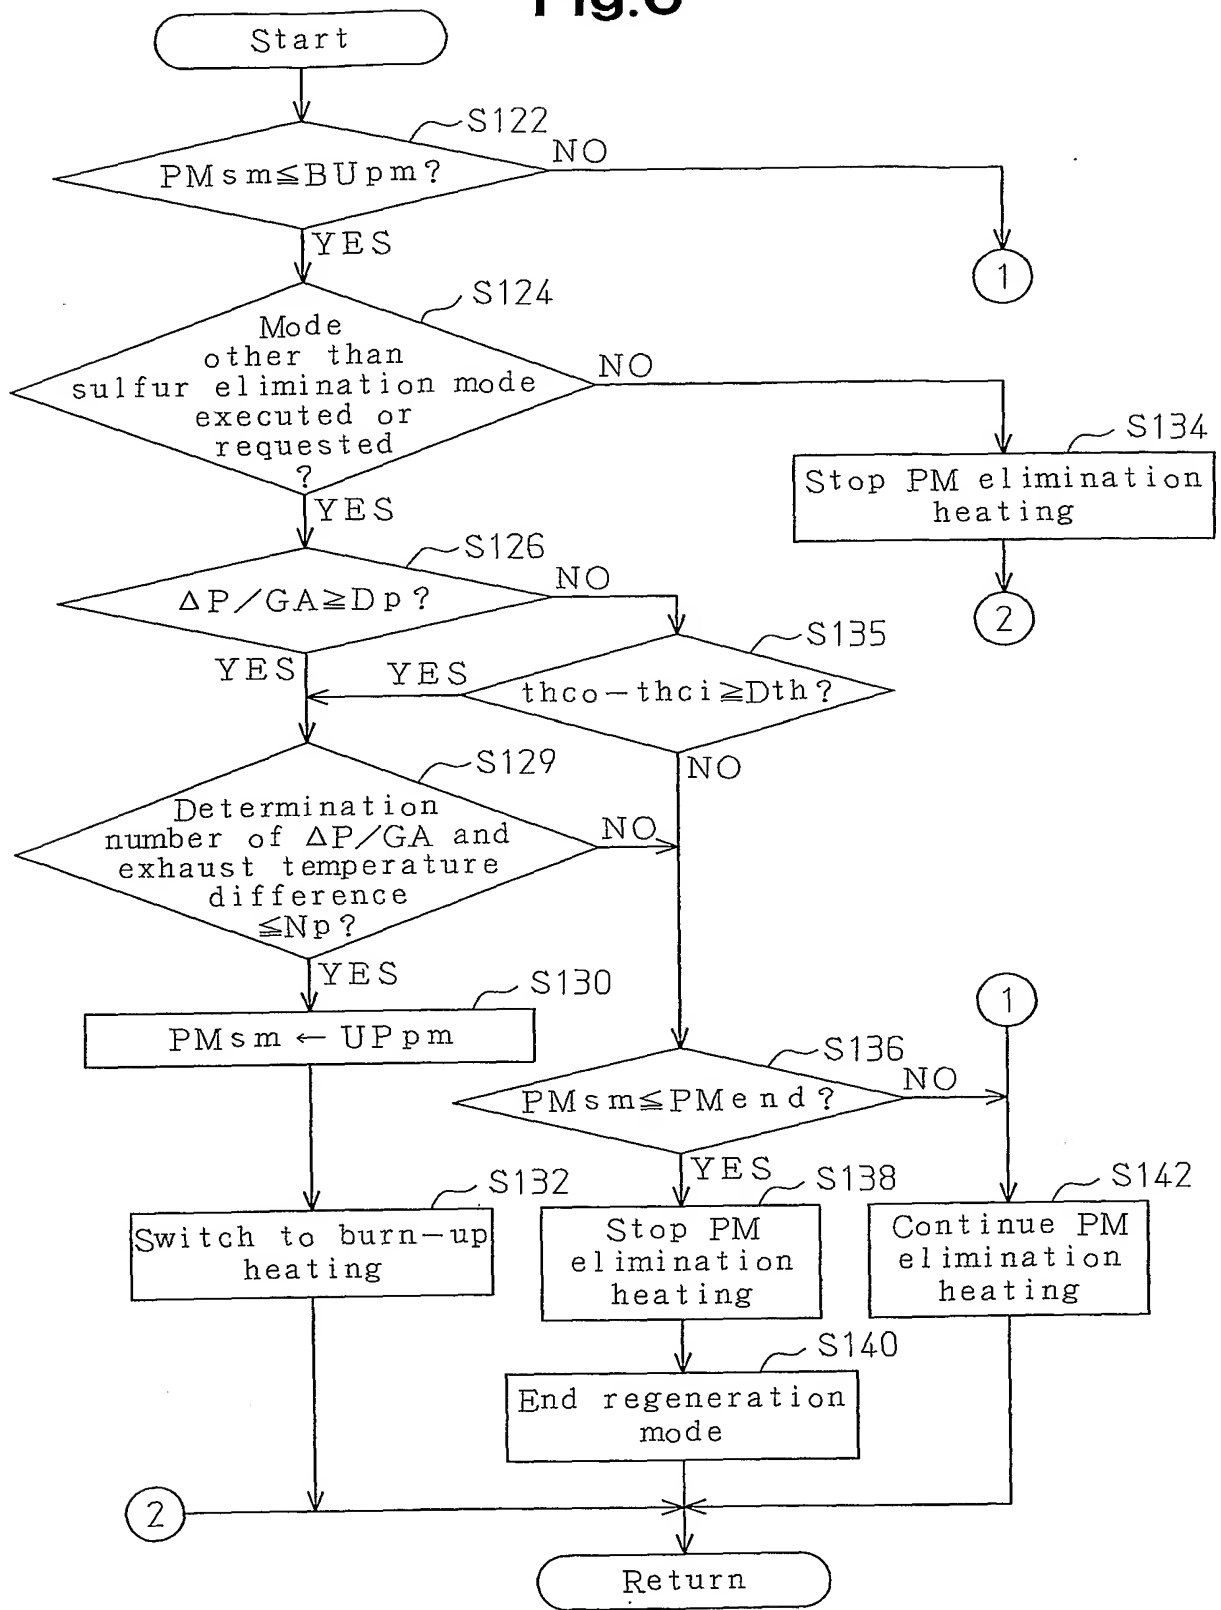 Start
S122
PMsm≦BUpm?
NO
YES
1
S124
Mode
other than
sulfur elimination mode
executed or
requested
?
NO
YES
S134
Stop PM elimination
heating
2
S126
ΔP/GA≧Dp?
NO
YES
S135
thco-thci≧Dth?
YES
NO
S129
Determination
number of ΔP/GA and
exhaust temperature
difference
≦Np?
NO
YES
S130
PMsm ← UPpm
1
S136
PMsm≦PMend?
NO
YES
S132
Switch to burn-up
heating
S138
Stop PM
elimination
heating
S142
Continue PM
elimination
heating
S140
End regeneration
mode
2
Return